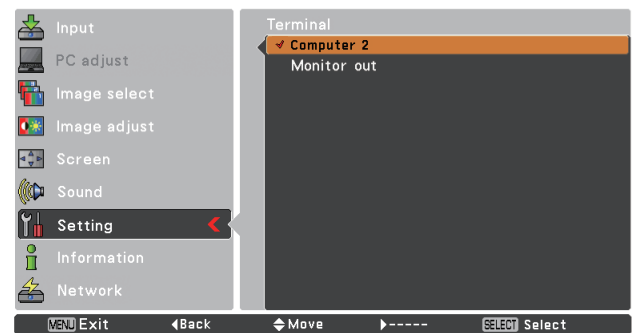 Input
PC adjust
Image select
Image adjust
Screen
Sound
Setting
Information
Network
Terminal
Computer 2
Monitor out
MENU Exit ◀Back Move ▶----- SELECT Select